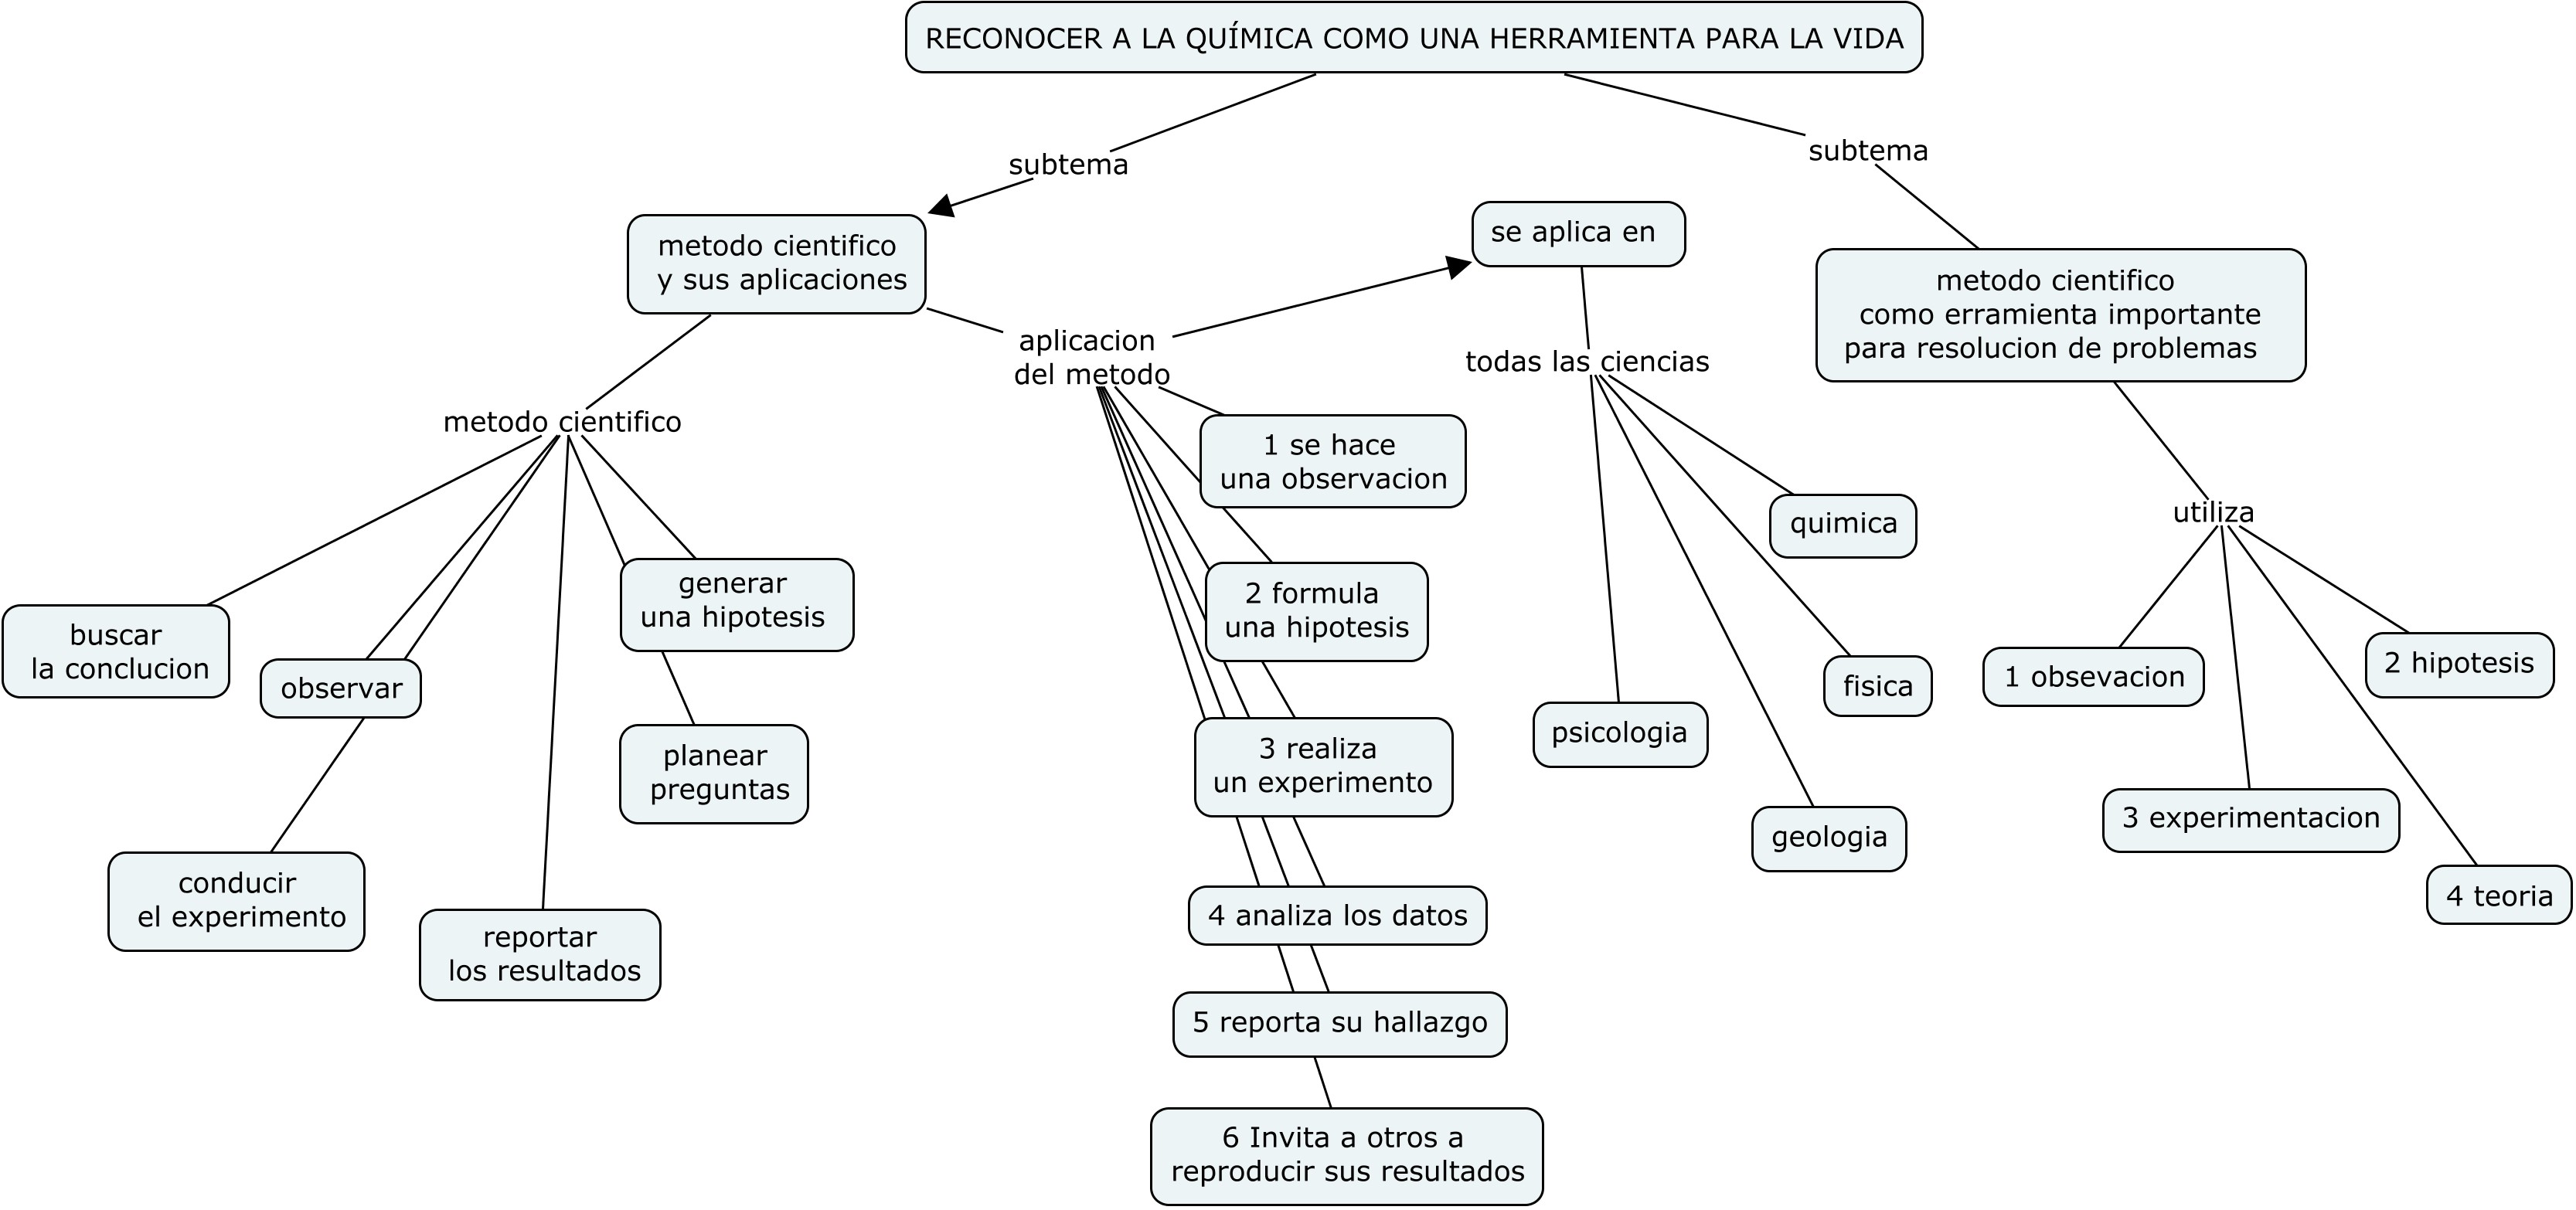 RECONOCER A LA QUÍMICA COMO UNA HERRAMIENTA PARA LA VIDA
subtema
subtema
metodo cientifico
y sus aplicaciones
se aplica en
metodo cientifico
como erramienta importante
para resolucion de problemas
aplicacion
del metodo
todas las ciencias
metodo cientifico
1 se hace
una observacion
quimica
utiliza
generar
una hipotesis
2 formula
una hipotesis
buscar
la conclucion
observar
fisica
1 obsevacion
2 hipotesis
planear
preguntas
3 realiza
un experimento
psicologia
geologia
3 experimentacion
conducir
el experimento
4 analiza los datos
4 teoria
reportar
los resultados
5 reporta su hallazgo
6 Invita a otros a
reproducir sus resultados